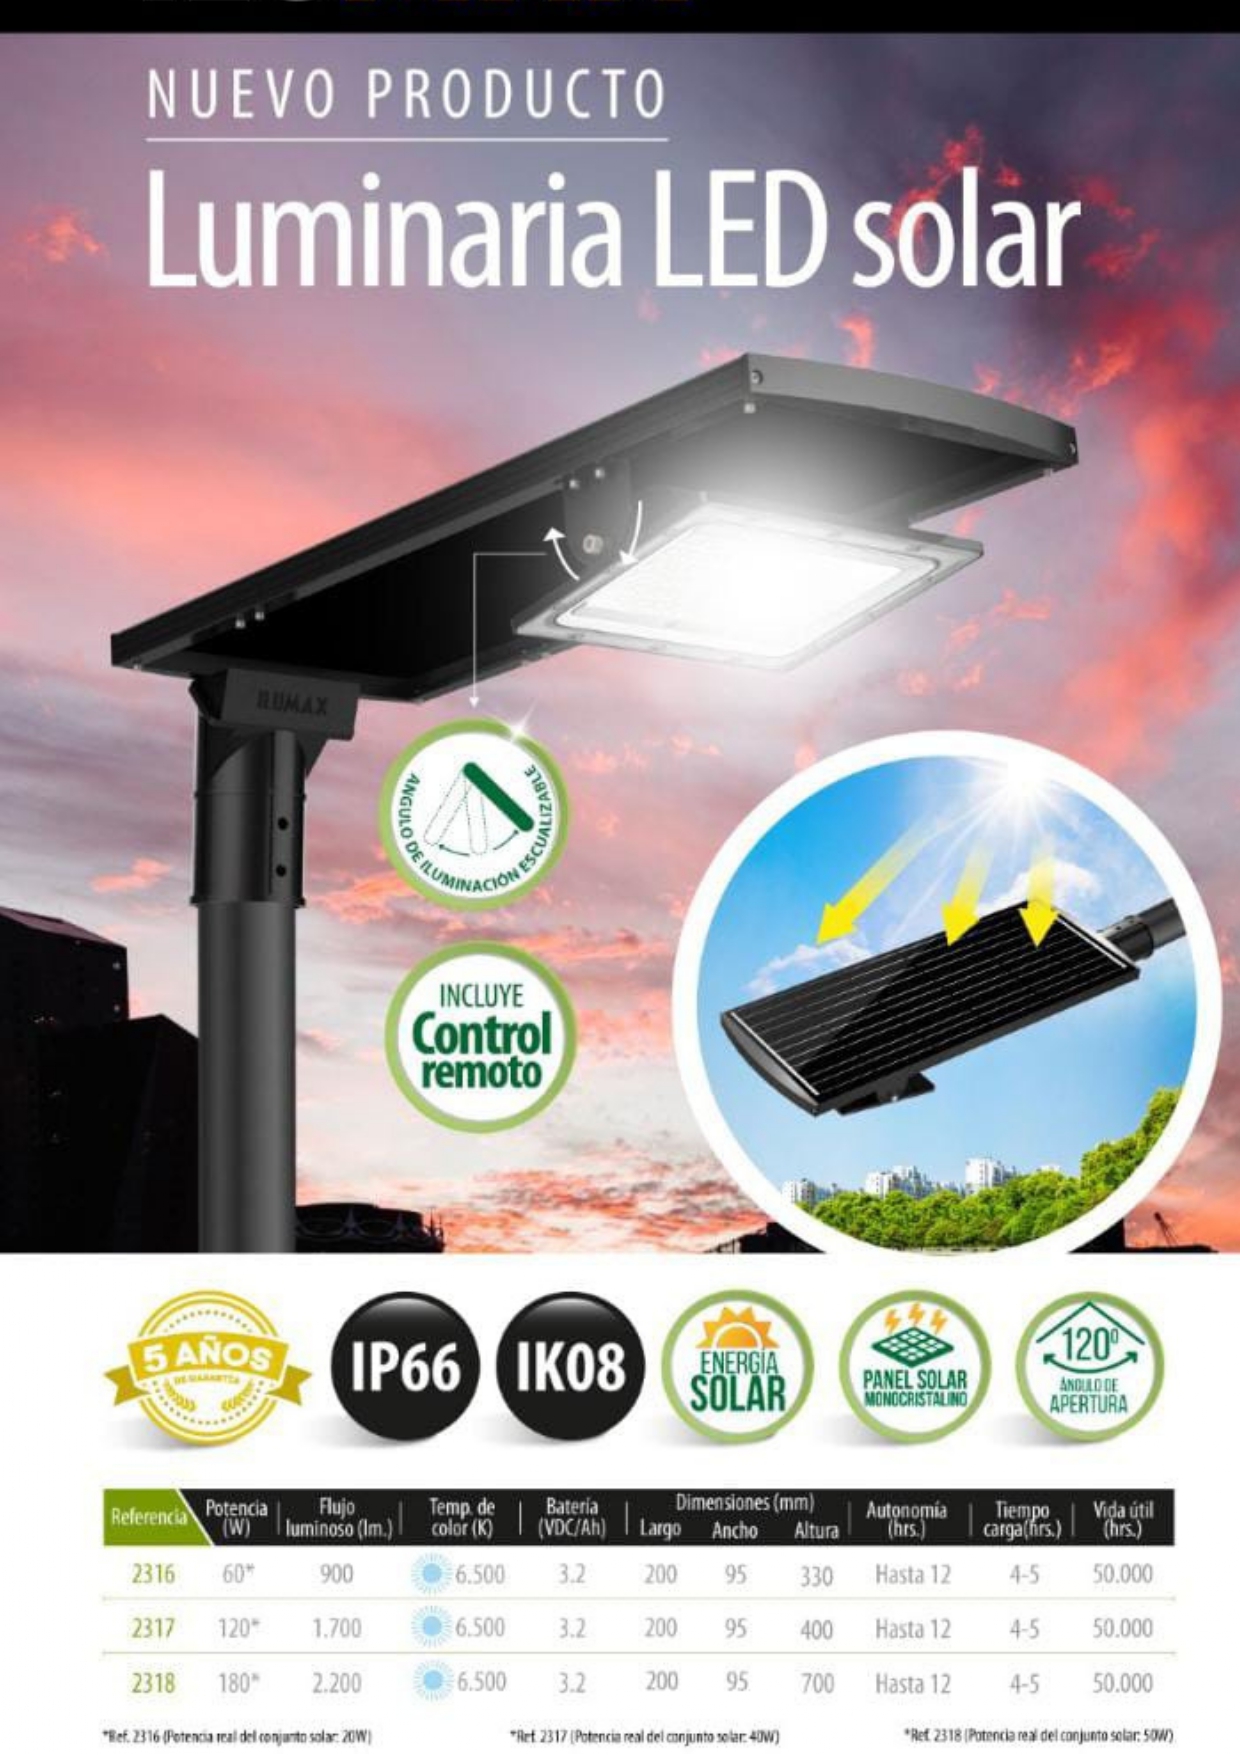 NUEVO PRODUCTO
Luminaria LED solar
ILUMAX
ANGULO DE ILUMINACIÓN ESCUALIZABLE
INCLUYE
Control
remoto
5 AÑOS
DE GARANTÍA
IP66
IK08
ENERGÍA
SOLAR
PANEL SOLAR
MONOCRISTALINO
120º
ÁNGULO DE
APERTURA
Referencia Potencia (W) Flujo luminoso (lm.) Temp. de color (K) Batería (VDC/Ah) Dimensiones (mm) Largo Ancho Altura Autonomía (hrs.) Tiempo carga(hrs.) Vida útil (hrs.)
2316 60* 900 6.500 3.2 200 95 330 Hasta 12 4-5 50.000
2317 120* 1.700 6.500 3.2 200 95 400 Hasta 12 4-5 50.000
2318 180* 2.200 6.500 3.2 200 95 700 Hasta 12 4-5 50.000
*Ref. 2316 (Potencia real del conjunto solar: 20W) *Ref. 2317 (Potencia real del conjunto solar: 40W) *Ref. 2318 (Potencia real del conjunto solar: 50W)